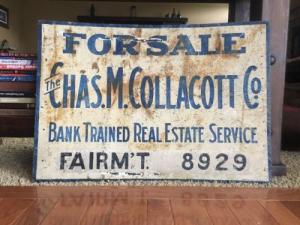 FOR SALE
The CHAS. M. COLLACOTT CO
BANK TRAINED REAL ESTATE SERVICE
FAIRM'T. 8929